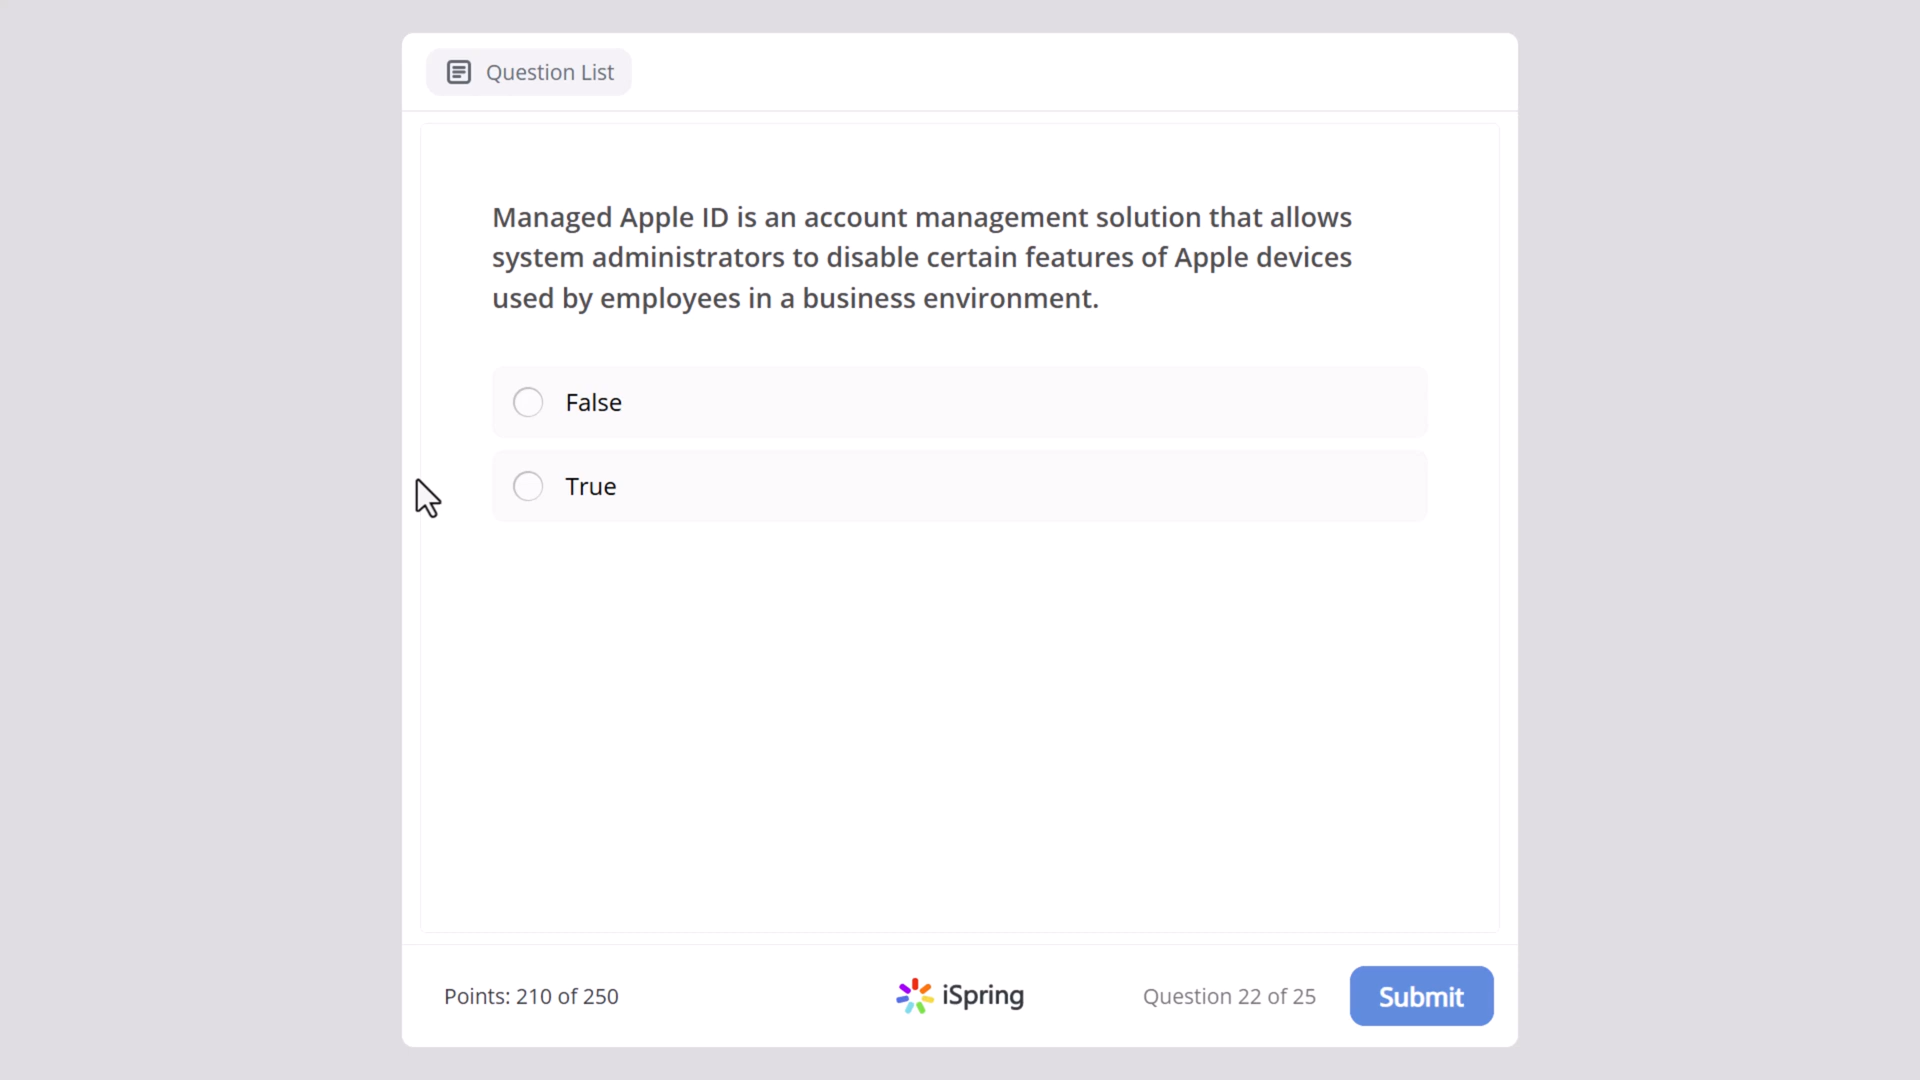 Question List
Managed Apple ID is an account management solution that allows
system administrators to disable certain features of Apple devices
used by employees in a business environment.
False
True
Points: 210 of 250
iSpring
Question 22 of 25
Submit